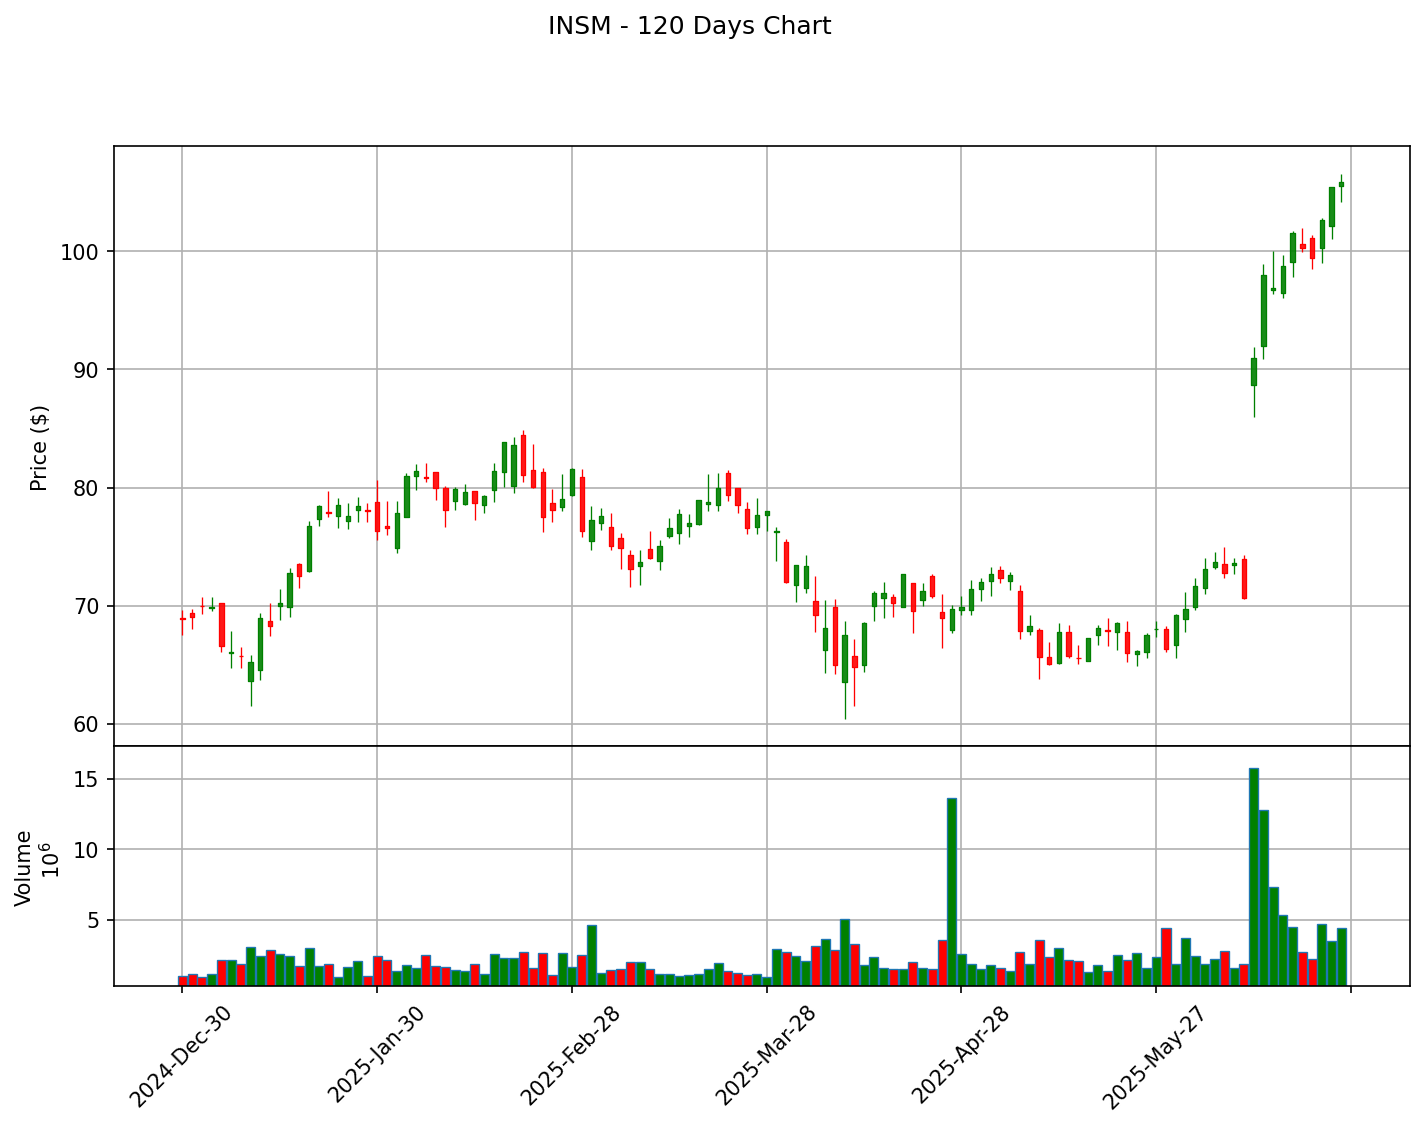 INSM - 120 Days Chart
Price ($)
100
90
80
70
60
Volume
10⁶
15
10
5
2024-Dec-30
2025-Jan-30
2025-Feb-28
2025-Mar-28
2025-Apr-28
2025-May-27